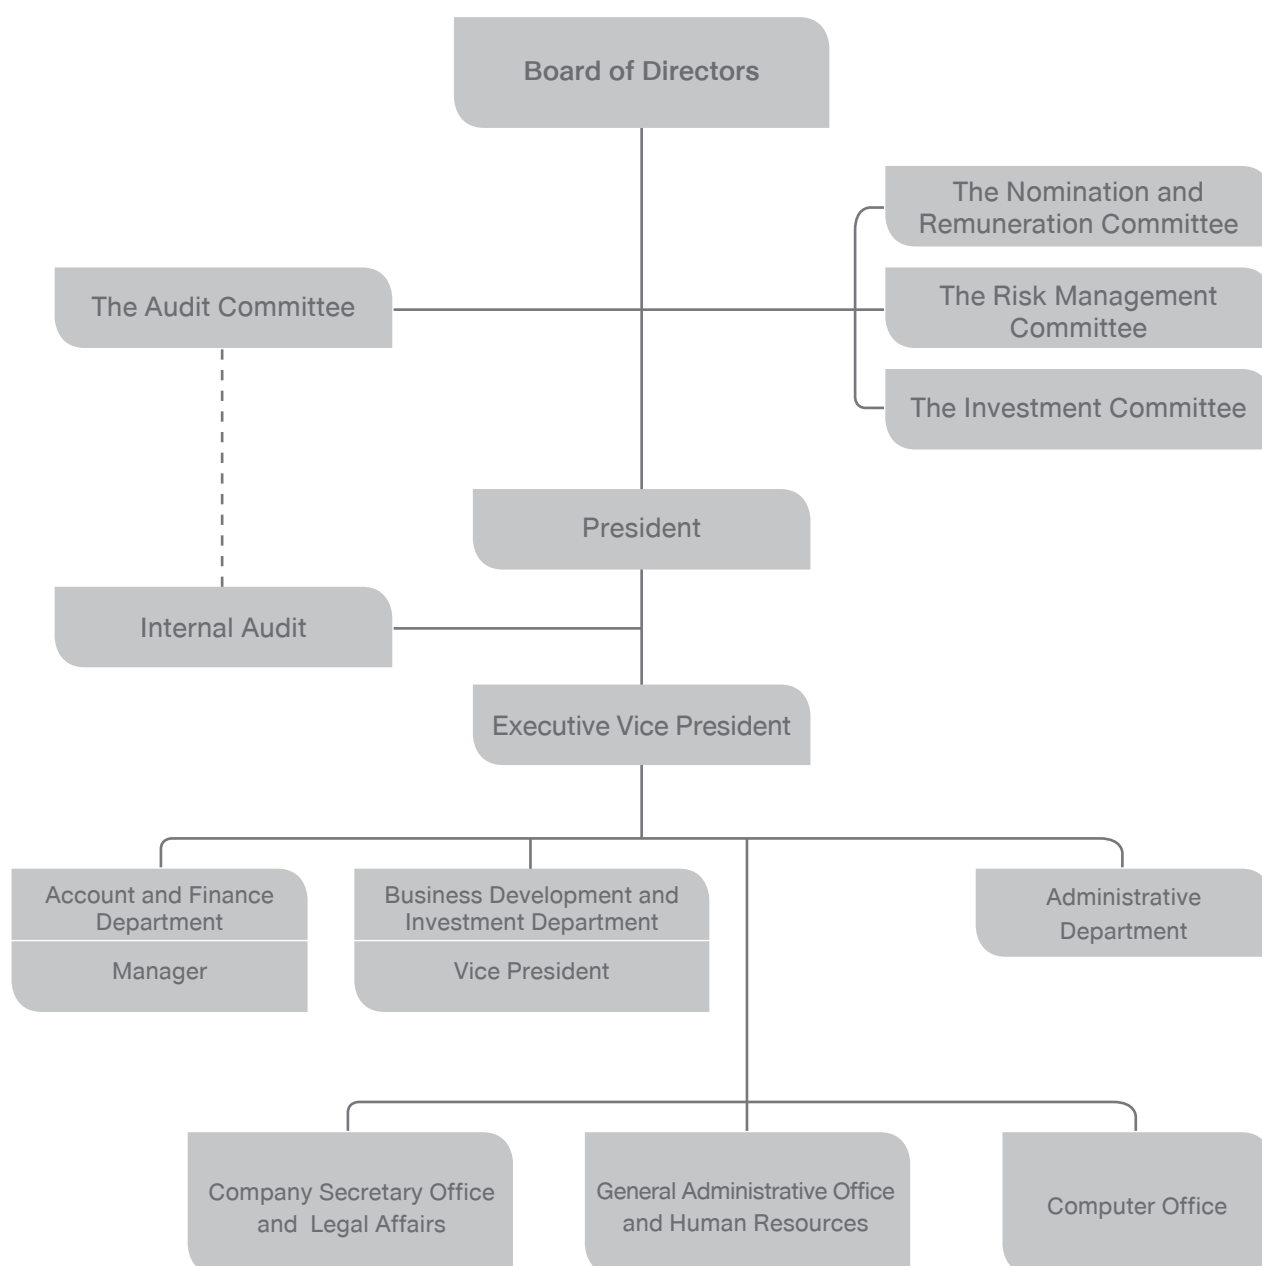 Board of Directors
The Nomination and
Remuneration Committee
The Audit Committee
The Risk Management
Committee
The Investment Committee
President
Internal Audit
Executive Vice President
Account and Finance
Department
Manager
Business Development and
Investment Department
Vice President
Administrative
Department
Company Secretary Office
and Legal Affairs
General Administrative Office
and Human Resources
Computer Office